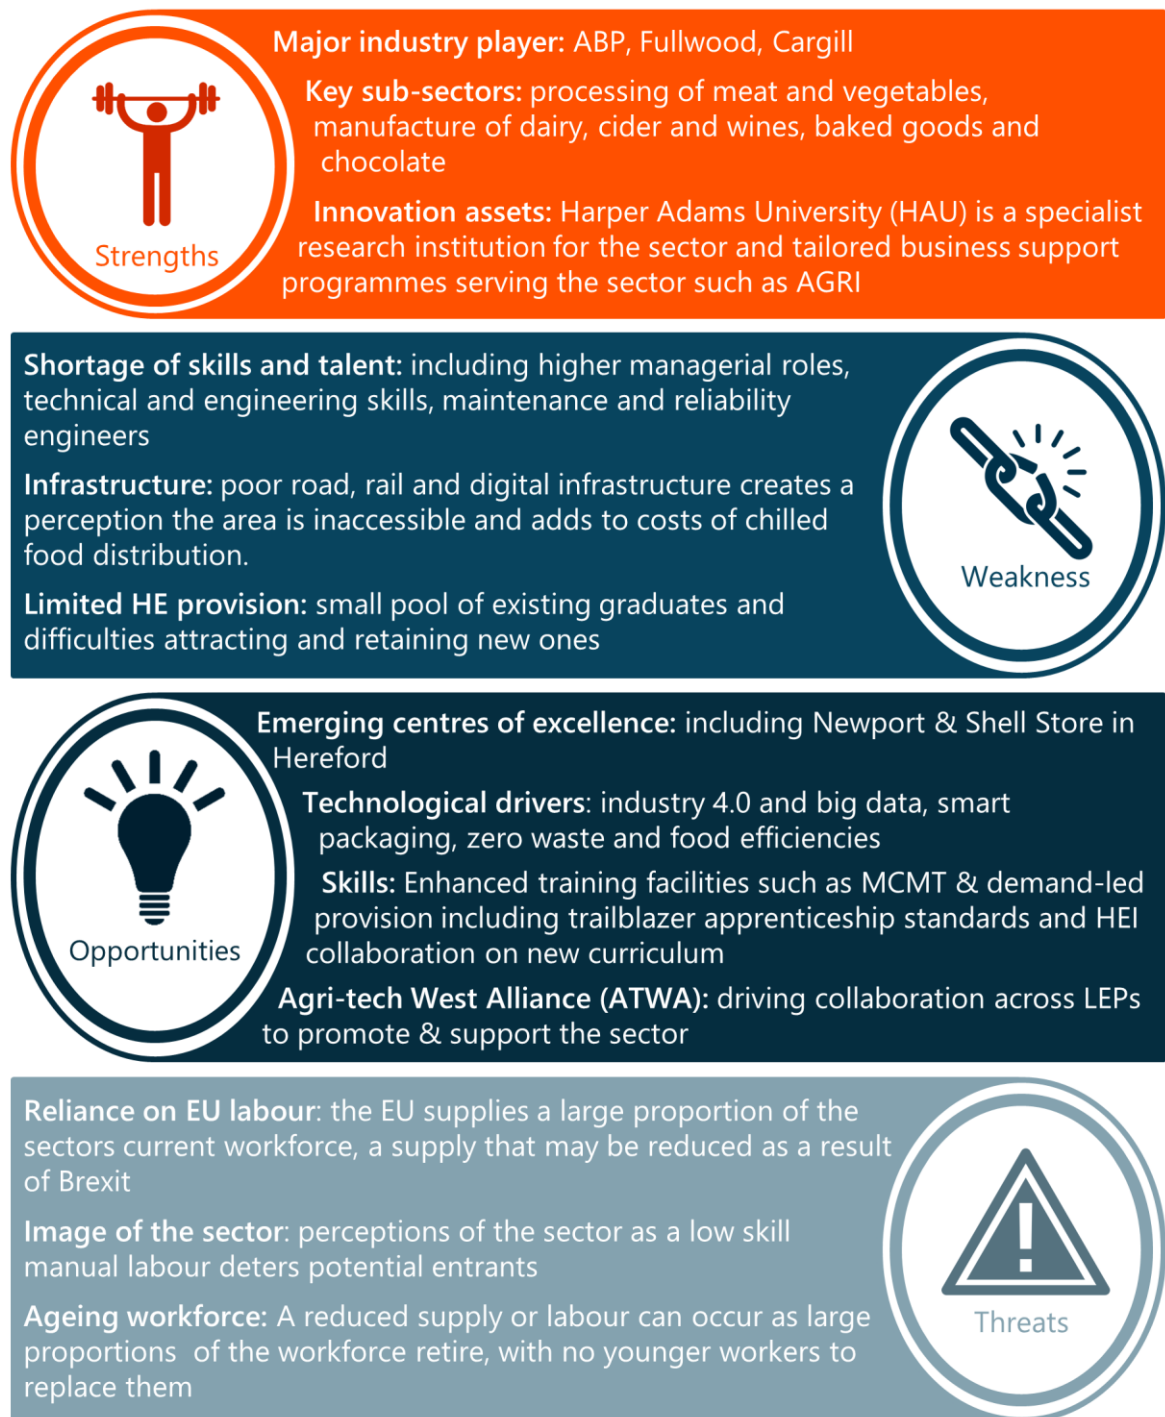 Major industry player: ABP, Fullwood, Cargill
Key sub-sectors: processing of meat and vegetables,
manufacture of dairy, cider and wines, baked goods and
chocolate
Innovation assets: Harper Adams University (HAU) is a specialist
research institution for the sector and tailored business support
programmes serving the sector such as AGRI
Strengths
Shortage of skills and talent: including higher managerial roles,
technical and engineering skills, maintenance and reliability
engineers
Infrastructure: poor road, rail and digital infrastructure creates a
perception the area is inaccessible and adds to costs of chilled
food distribution.
Limited HE provision: small pool of existing graduates and
difficulties attracting and retaining new ones
Weakness
Emerging centres of excellence: including Newport & Shell Store in
Hereford
Technological drivers: industry 4.0 and big data, smart
packaging, zero waste and food efficiencies
Skills: Enhanced training facilities such as MCMT & demand-led
provision including trailblazer apprenticeship standards and HEI
collaboration on new curriculum
Agri-tech West Alliance (ATWA): driving collaboration across LEPs
to promote & support the sector
Opportunities
Reliance on EU labour: the EU supplies a large proportion of the
sectors current workforce, a supply that may be reduced as a result
of Brexit
Image of the sector: perceptions of the sector as a low skill
manual labour deters potential entrants
Ageing workforce: A reduced supply or labour can occur as large
proportions of the workforce retire, with no younger workers to
replace them
Threats